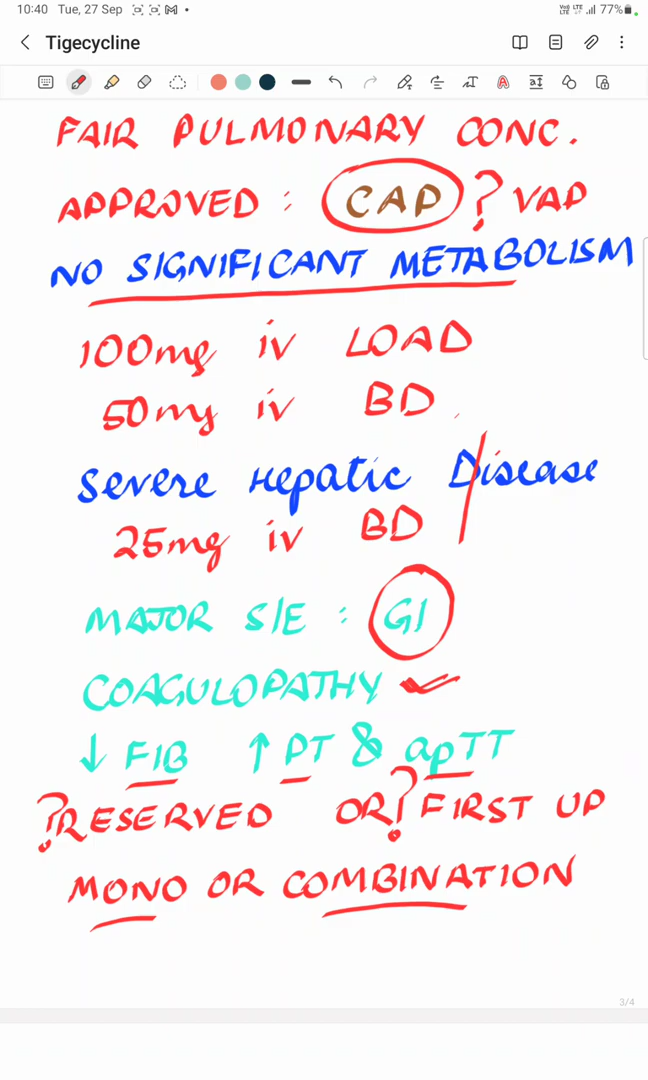 10:40 Tue, 27 Sep 77%
Tigecycline
FAIR PULMONARY CONC.
APPROVED : CAP ? VAP
NO SIGNIFICANT METABOLISM
100mg iv LOAD
50mg iv BD
Severe Hepatic Disease
25mg iv BD
MAJOR S/E : GI
COAGULOPATHY
↓ FIB ↑ PT & apTT
?RESERVED OR ? FIRST UP
MONO OR COMBINATION
3/4